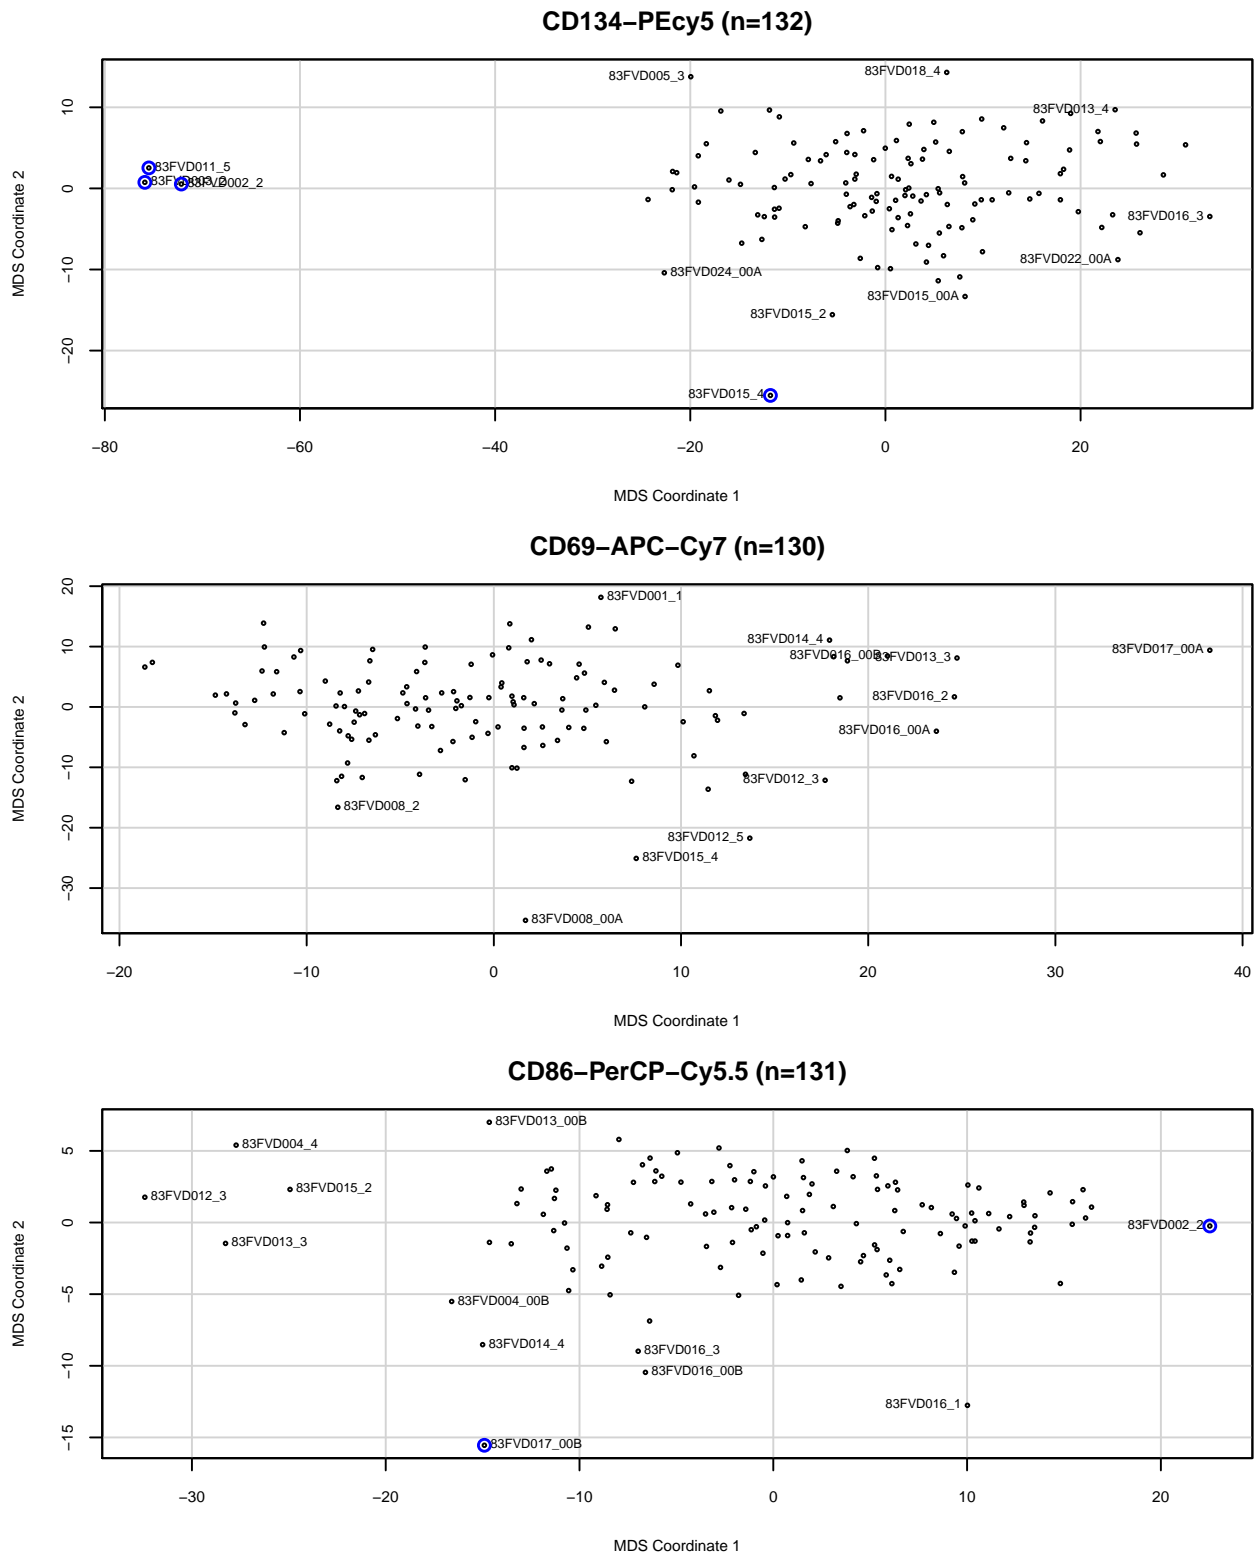 CD134−PEcy5 (n=132)
83FVD005_3
83FVD018_4
83FVD013_4
83FVD011_5
83FVD002_2
83FVD016_3
83FVD024_00A
83FVD022_00A
83FVD015_00A
83FVD015_2
83FVD015_4
10
0
−10
−20
MDS Coordinate 2
−80 −60 −40 −20 0 20
MDS Coordinate 1
CD69−APC−Cy7 (n=130)
83FVD001_1
83FVD014_4
83FVD016_00B
83FVD013_3
83FVD017_00A
83FVD016_2
83FVD016_00A
83FVD012_3
83FVD008_2
83FVD012_5
83FVD015_4
83FVD008_00A
20
10
0
−10
−20
−30
MDS Coordinate 2
−20 −10 0 10 20 30 40
MDS Coordinate 1
CD86−PerCP−Cy5.5 (n=131)
83FVD013_00B
83FVD004_4
83FVD015_2
83FVD012_3
83FVD002_2
83FVD013_3
83FVD004_00B
83FVD014_4
83FVD016_3
83FVD016_00B
83FVD016_1
83FVD017_00B
5
0
−5
−10
−15
MDS Coordinate 2
−30 −20 −10 0 10 20
MDS Coordinate 1